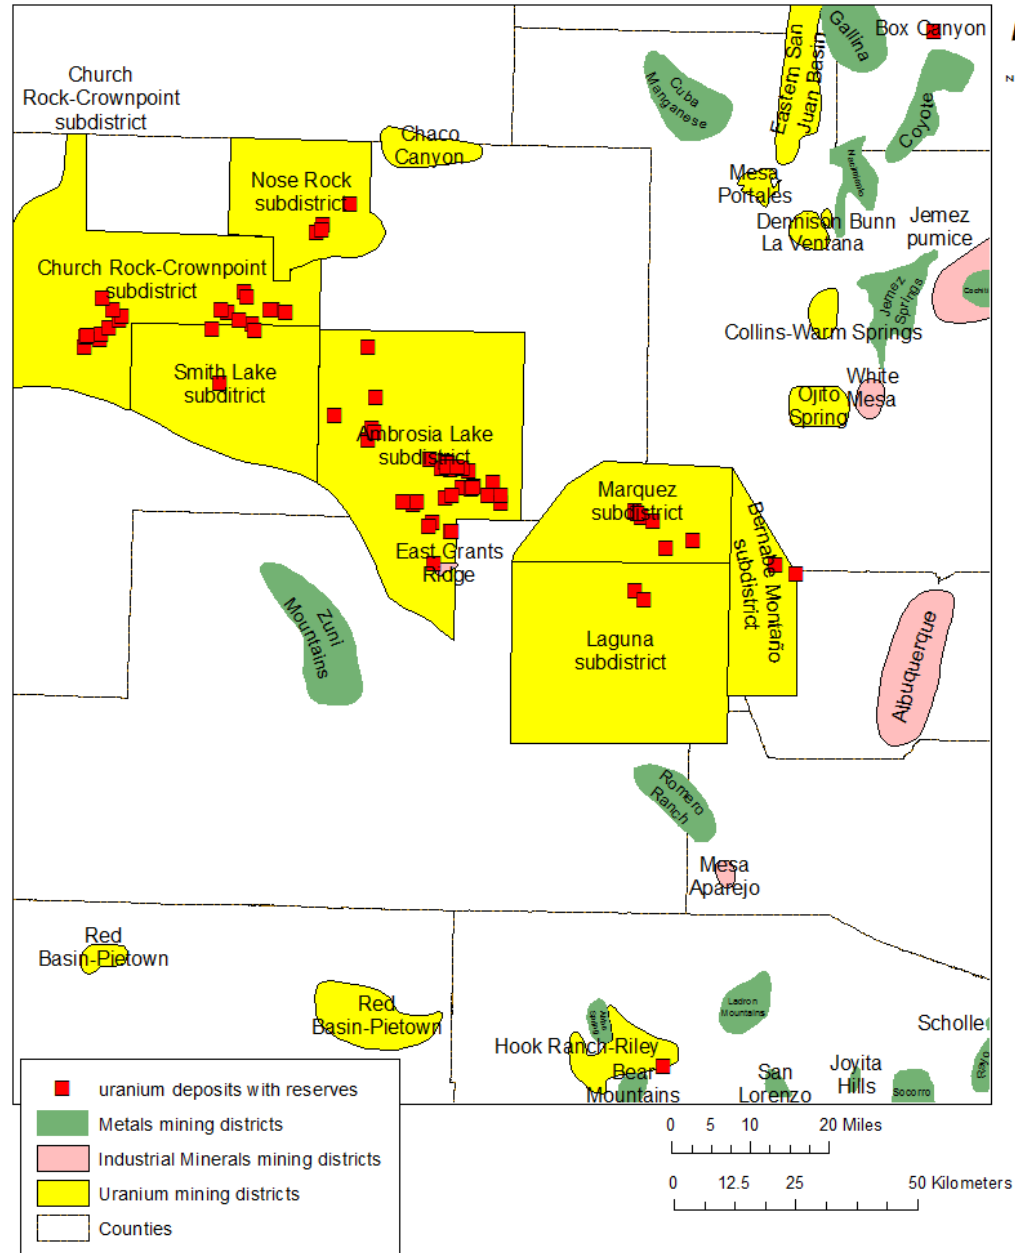 Gallina
Box Canyon
Eastern San
Juan Basin
Church
Rock-Crownpoint
subdistrict
Cuba
Manganese
Coyote
Chaco
Canyon
Nacimiento
Nose Rock
subdistrict
Mesa
Portales
Dennison Bunn
La Ventana
Jemez
pumice
Church Rock-Crownpoint
subdistrict
Jemez
Springs
Cochiti
Collins-Warm Springs
Smith Lake
subditrict
White
Mesa
Ojito
Spring
Ambrosia Lake
subdistrict
Marquez
subdistrict
Bernabe Montaño
subdistrict
East Grants
Ridge
Zuni
Mountains
Laguna
subdistrict
Albuquerque
Romero
Ranch
Mesa
Aparejo
Red
Basin-Pietown
Red
Basin-Pietown
Ladron
Mountains
Scholle
Hook Ranch-Riley
Bear
Mountains
San
Lorenzo
Joyita
Hills
Socorro
Rayo
uranium deposits with reserves
Metals mining districts
Industrial Minerals mining districts
Uranium mining districts
Counties
0 5 10 20 Miles
0 12.5 25 50 Kilometers